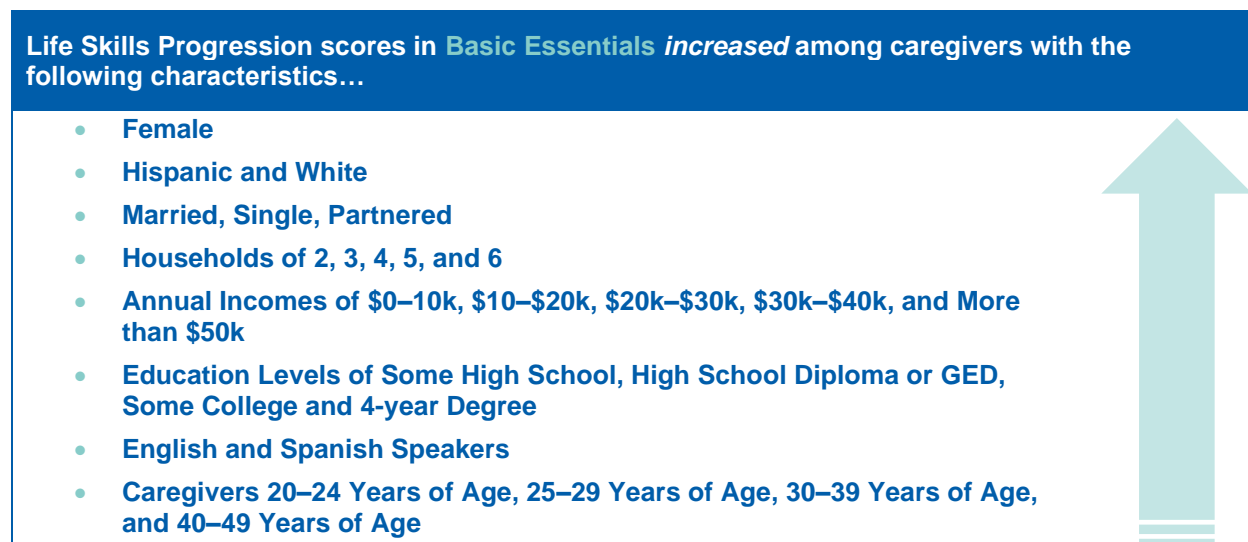 Life Skills Progression scores in Basic Essentials increased among caregivers with the
following characteristics…
• Female
• Hispanic and White
• Married, Single, Partnered
• Households of 2, 3, 4, 5, and 6
• Annual Incomes of $0–10k, $10–$20k, $20k–$30k, $30k–$40k, and More
than $50k
• Education Levels of Some High School, High School Diploma or GED,
Some College and 4-year Degree
• English and Spanish Speakers
• Caregivers 20–24 Years of Age, 25–29 Years of Age, 30–39 Years of Age,
and 40–49 Years of Age